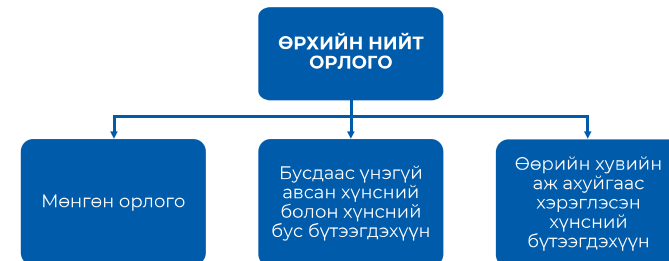 ӨРХИЙН НИЙТ
ОРЛОГО
Мөнгөн орлого
Бусдаас үнэгүй
авсан хүнсний
болон хүнсний
бус бүтээгдэхүүн
Өөрийн хувийн
аж ахуйгаас
хэрэглэсэн
хүнсний
бүтээгдэхүүн